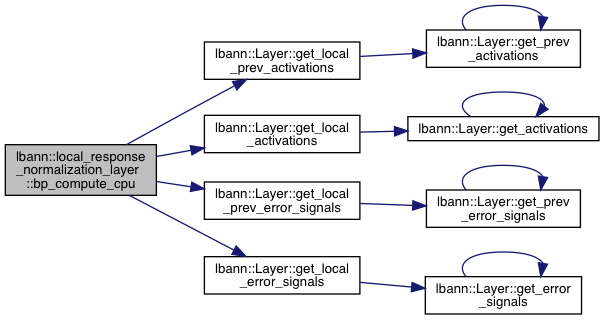 lbann::local_response
_normalization_layer
::bp_compute_cpu
lbann::Layer::get_local
_prev_activations
lbann::Layer::get_prev
_activations
lbann::Layer::get_local
_activations
lbann::Layer::get_activations
lbann::Layer::get_local
_prev_error_signals
lbann::Layer::get_prev
_error_signals
lbann::Layer::get_local
_error_signals
lbann::Layer::get_error
_signals